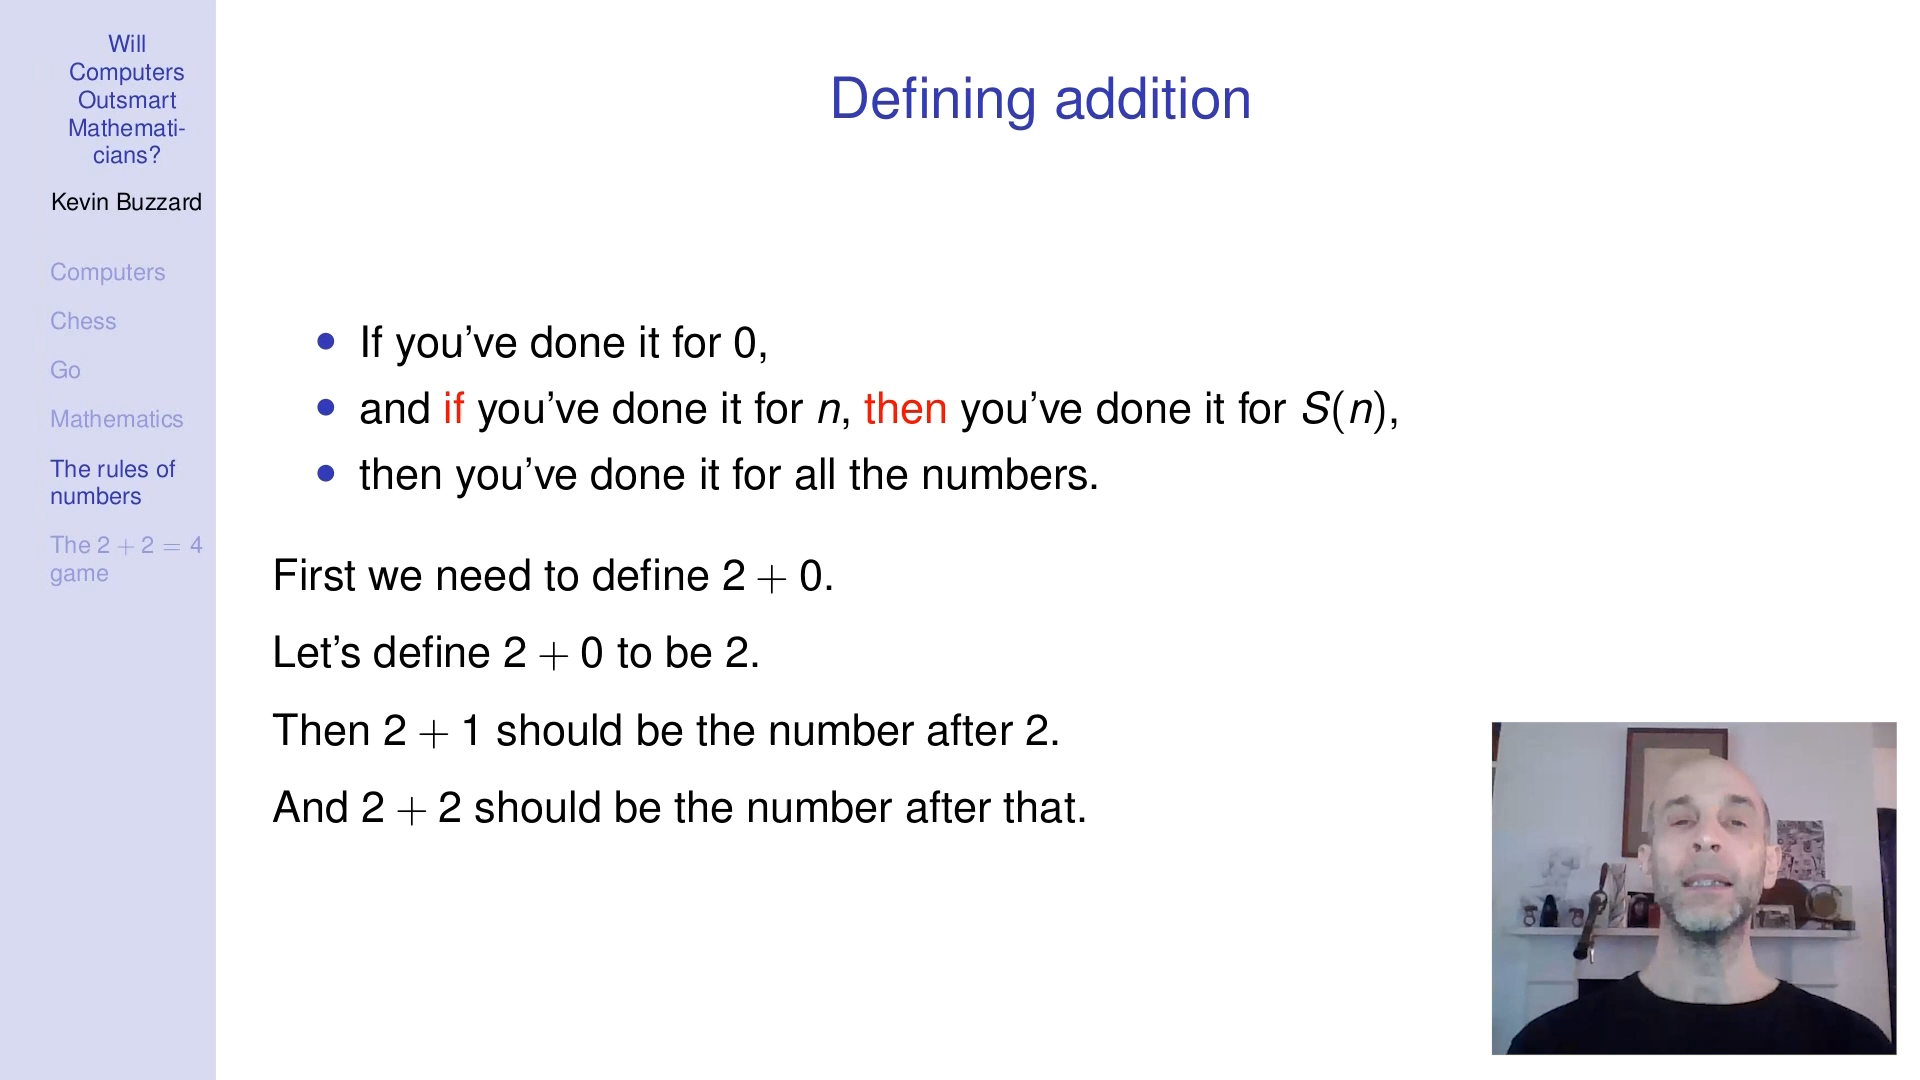 Will
Computers
Outsmart
Mathemati-
cians?
Kevin Buzzard
Computers
Chess
Go
Mathematics
The rules of
numbers
The 2 + 2 = 4
game
Defining addition
• If you've done it for 0,
• and if you've done it for n, then you've done it for S(n),
• then you've done it for all the numbers.
First we need to define 2 + 0.
Let's define 2 + 0 to be 2.
Then 2 + 1 should be the number after 2.
And 2 + 2 should be the number after that.